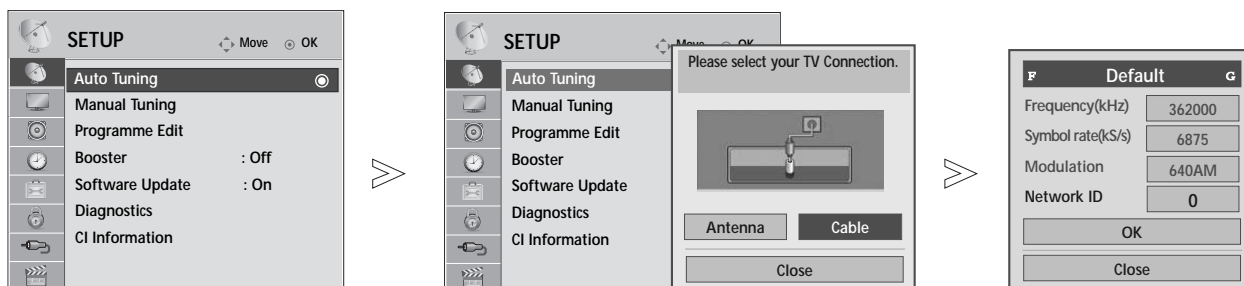 SETUP Move OK
Auto Tuning
Manual Tuning
Programme Edit
Booster : Off
Software Update : On
Diagnostics
CI Information
SETUP Move OK
Auto Tuning
Manual Tuning
Programme Edit
Booster
Software Update
Diagnostics
CI Information
Please select your TV Connection.
Antenna Cable
Close
F Default G
Frequency(kHz) 362000
Symbol rate(kS/s) 6875
Modulation 640AM
Network ID 0
OK
Close